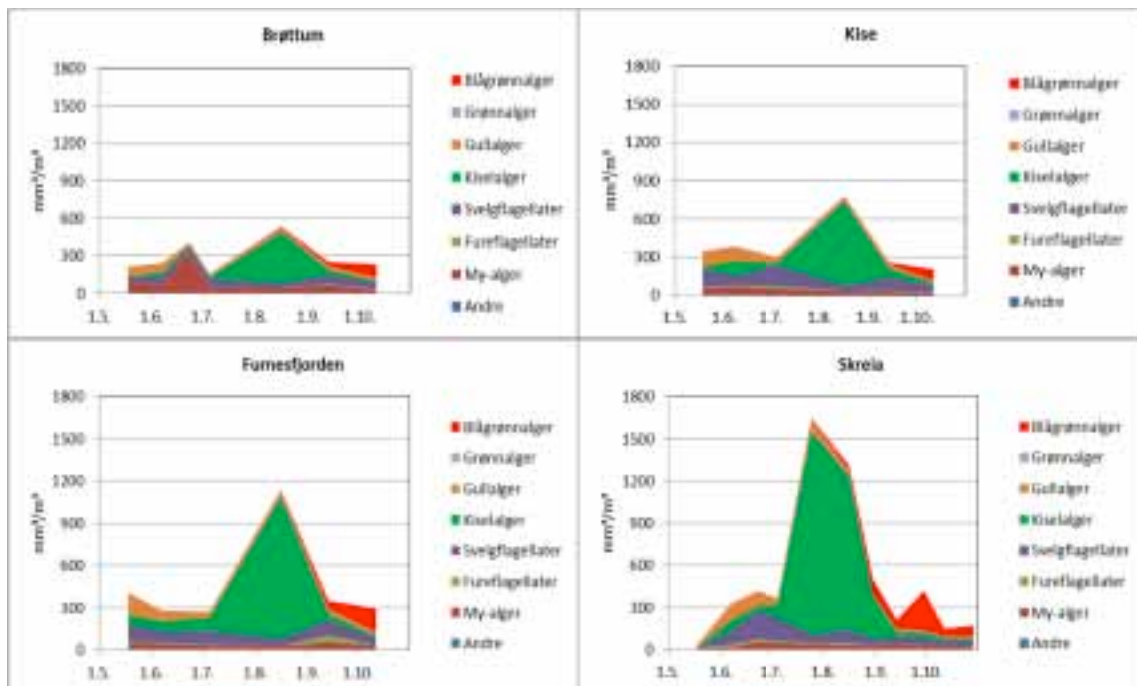 Brøttum
mm³/m³
1800
1500
1200
900
600
300
0
1.5. 1.6. 1.7. 1.8. 1.9. 1.10.
Blågrønnalger
Grønnalger
Gullalger
Kiselalger
Svelgflagellater
Fureflagellater
My-alger
Andre
Kise
mm³/m³
1800
1500
1200
900
600
300
0
1.5. 1.6. 1.7. 1.8. 1.9. 1.10.
Blågrønnalger
Grønnalger
Gullalger
Kiselalger
Svelgflagellater
Fureflagellater
My-alger
Andre
Furnesfjorden
mm³/m³
1800
1500
1200
900
600
300
0
1.5. 1.6. 1.7. 1.8. 1.9. 1.10.
Blågrønnalger
Grønnalger
Gullalger
Kiselalger
Svelgflagellater
Fureflagellater
My-alger
Andre
Skreia
mm³/m³
1800
1500
1200
900
600
300
0
1.5. 1.6. 1.7. 1.8. 1.9. 1.10.
Blågrønnalger
Grønnalger
Gullalger
Kiselalger
Svelgflagellater
Fureflagellater
My-alger
Andre